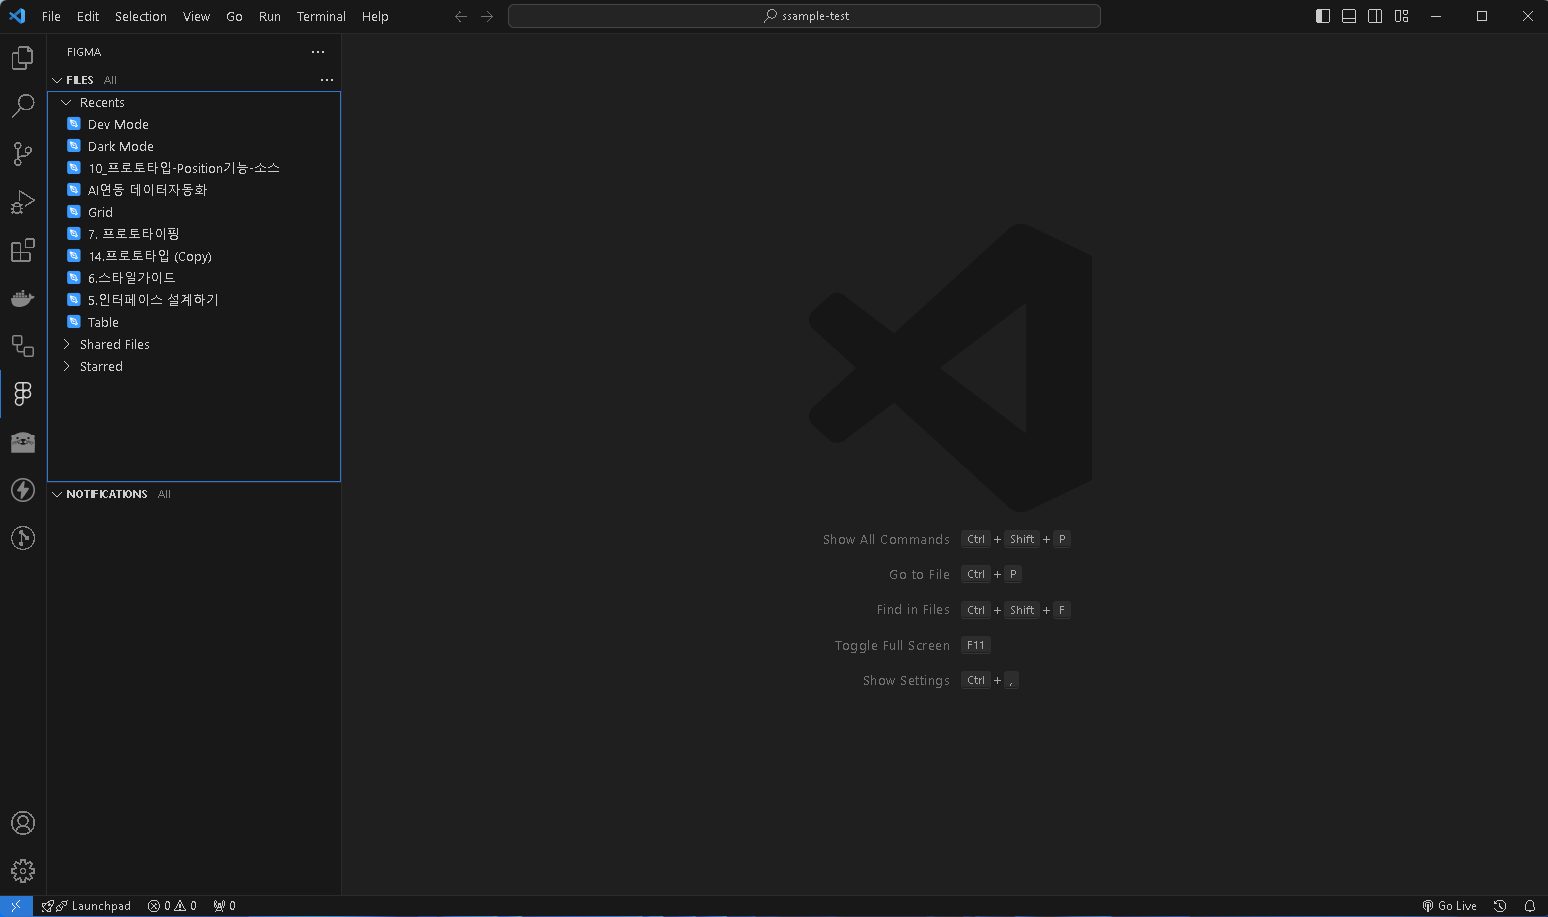 File Edit Selection View Go Run Terminal Help
ssample-test
FIGMA
FILES All
Recents
Dev Mode
Dark Mode
10_프로토타입-Position기능-소스
AI연동 데이터자동화
Grid
7. 프로토타이핑
14.프로토타입 (Copy)
6.스타일가이드
5.인터페이스 설계하기
Table
Shared Files
Starred
NOTIFICATIONS All
Show All Commands Ctrl + Shift + P
Go to File Ctrl + P
Find in Files Ctrl + Shift + F
Toggle Full Screen F11
Show Settings Ctrl + ,
Launchpad 0 0 0 Go Live